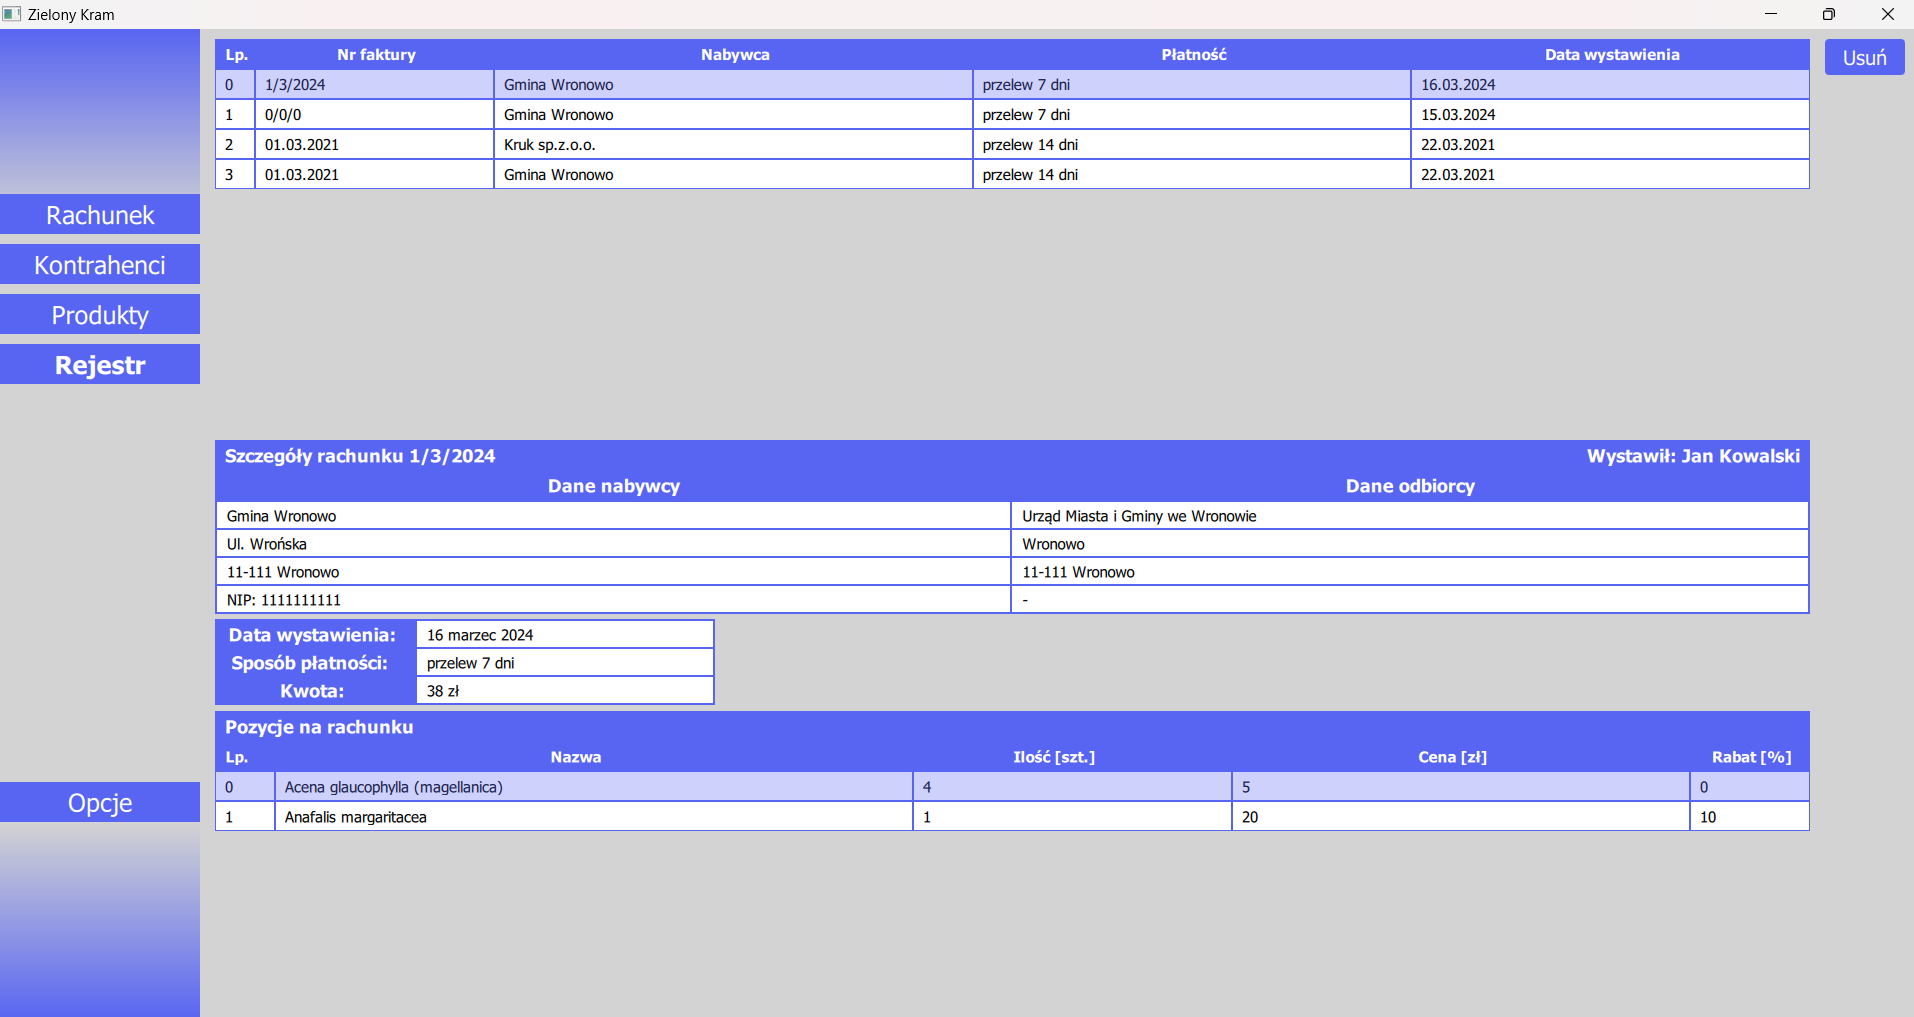 Zielony Kram
Lp. Nr faktury Nabywca Płatność Data wystawienia
Usuń
0 1/3/2024 Gmina Wronowo przelew 7 dni 16.03.2024
1 0/0/0 Gmina Wronowo przelew 7 dni 15.03.2024
2 01.03.2021 Kruk sp.z.o.o. przelew 14 dni 22.03.2021
3 01.03.2021 Gmina Wronowo przelew 14 dni 22.03.2021
Rachunek
Kontrahenci
Produkty
Rejestr
Szczegóły rachunku 1/3/2024 Wystawił: Jan Kowalski
Dane nabywcy Dane odbiorcy
Gmina Wronowo Urząd Miasta i Gminy we Wronowie
Ul. Wrońska Wronowo
11-111 Wronowo 11-111 Wronowo
NIP: 1111111111 -
Data wystawienia: 16 marzec 2024
Sposób płatności: przelew 7 dni
Kwota: 38 zł
Pozycje na rachunku
Lp. Nazwa Ilość [szt.] Cena [zł] Rabat [%]
0 Acena glaucophylla (magellanica) 4 5 0
1 Anafalis margaritacea 1 20 10
Opcje